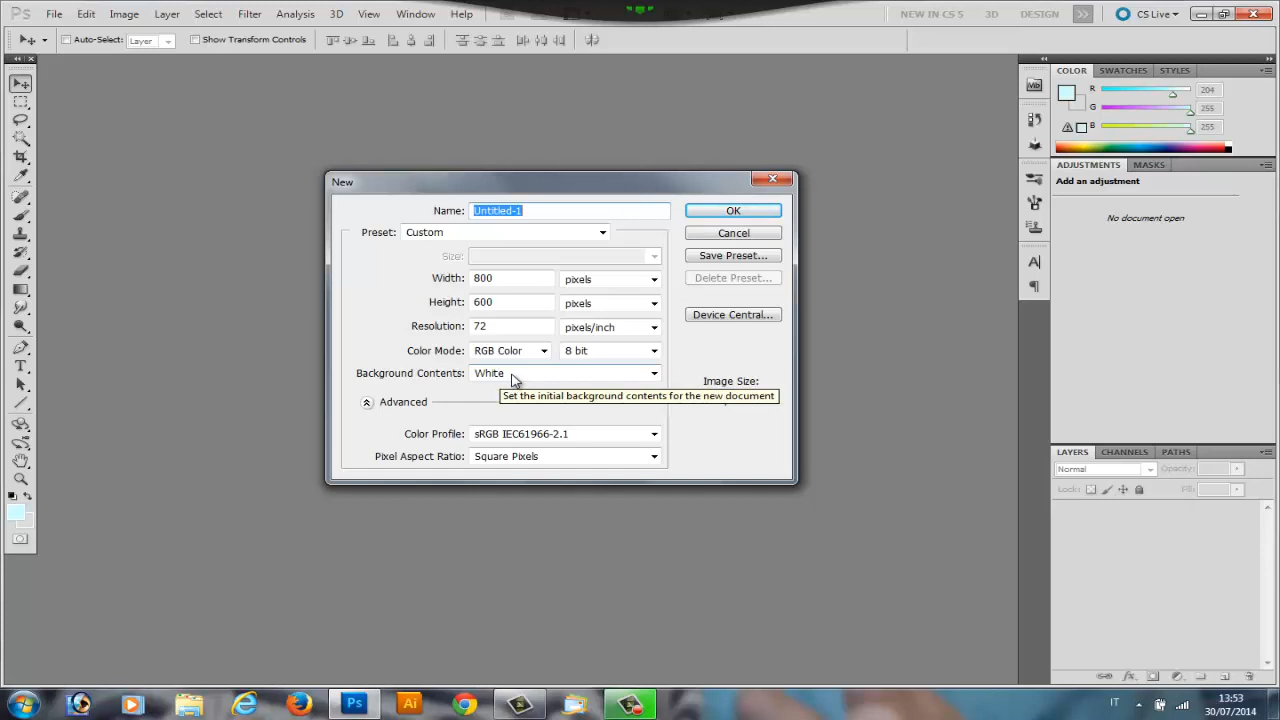 Ps File Edit Image Layer Select Filter Analysis 3D View Window Help NEW IN CS 5 3D DESIGN >> CS Live
Auto-Select: Layer Show Transform Controls
COLOR SWATCHES STYLES
R 204
G 255
B 255
ADJUSTMENTS MASKS
Add an adjustment
No document open
New
Name: Untitled-1 OK
Preset: Custom Cancel
Size: Save Preset...
Width: 800 pixels Delete Preset...
Height: 600 pixels
Device Central...
Resolution: 72 pixels/inch
Color Mode: RGB Color 8 bit
Background Contents: White
Image Size:
Set the initial background contents for the new document
Advanced
Color Profile: sRGB IEC61966-2.1
Pixel Aspect Ratio: Square Pixels
LAYERS CHANNELS PATHS
Normal Opacity:
Lock: Fill:
Ps Ai IT 13:53
30/07/2014